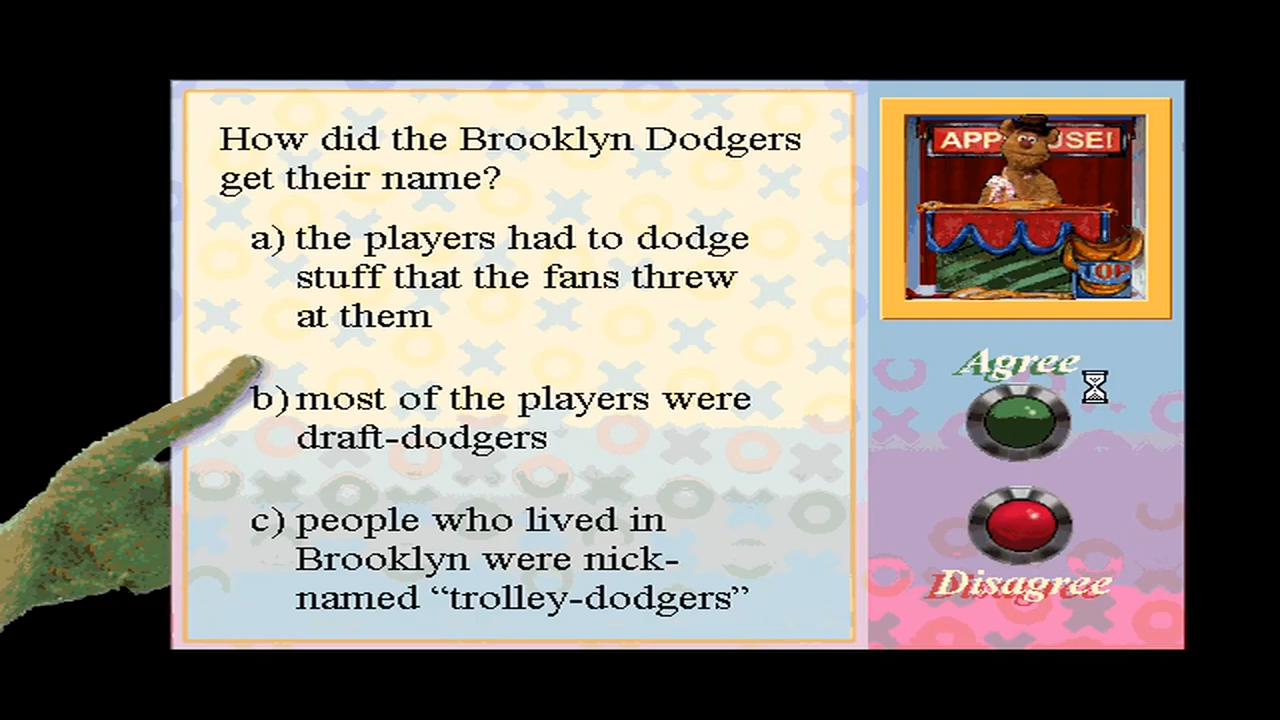 How did the Brooklyn Dodgers
get their name?
a) the players had to dodge
stuff that the fans threw
at them
b) most of the players were
draft-dodgers
c) people who lived in
Brooklyn were nick-
named “trolley-dodgers”
TOP
Agree
Disagree